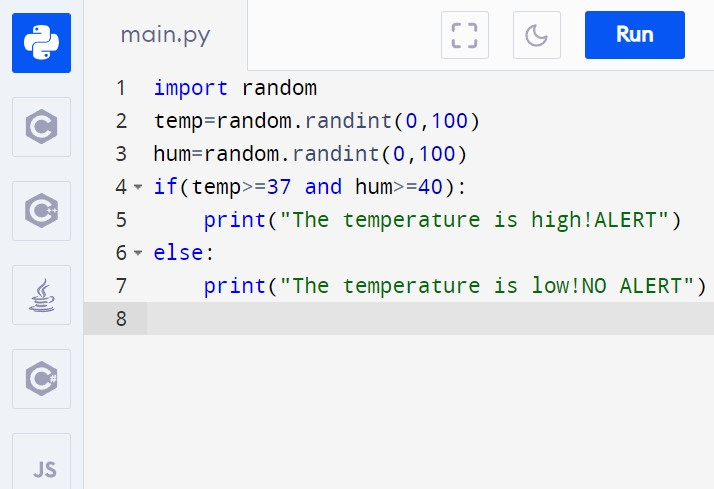 main.py
Run
1 import random
2 temp=random.randint(0,100)
3 hum=random.randint(0,100)
4 if(temp>=37 and hum>=40):
5     print("The temperature is high!ALERT")
6 else:
7     print("The temperature is low!NO ALERT")
8
C
C++
C#
JS